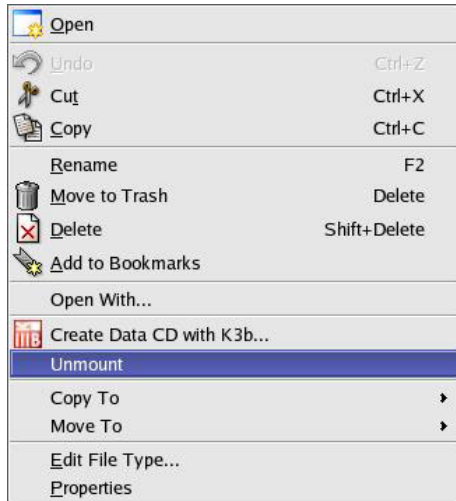 Open
Undo Ctrl+Z
Cut Ctrl+X
Copy Ctrl+C
Rename F2
Move to Trash Delete
Delete Shift+Delete
Add to Bookmarks
Open With...
Create Data CD with K3b...
Unmount
Copy To
Move To
Edit File Type...
Properties